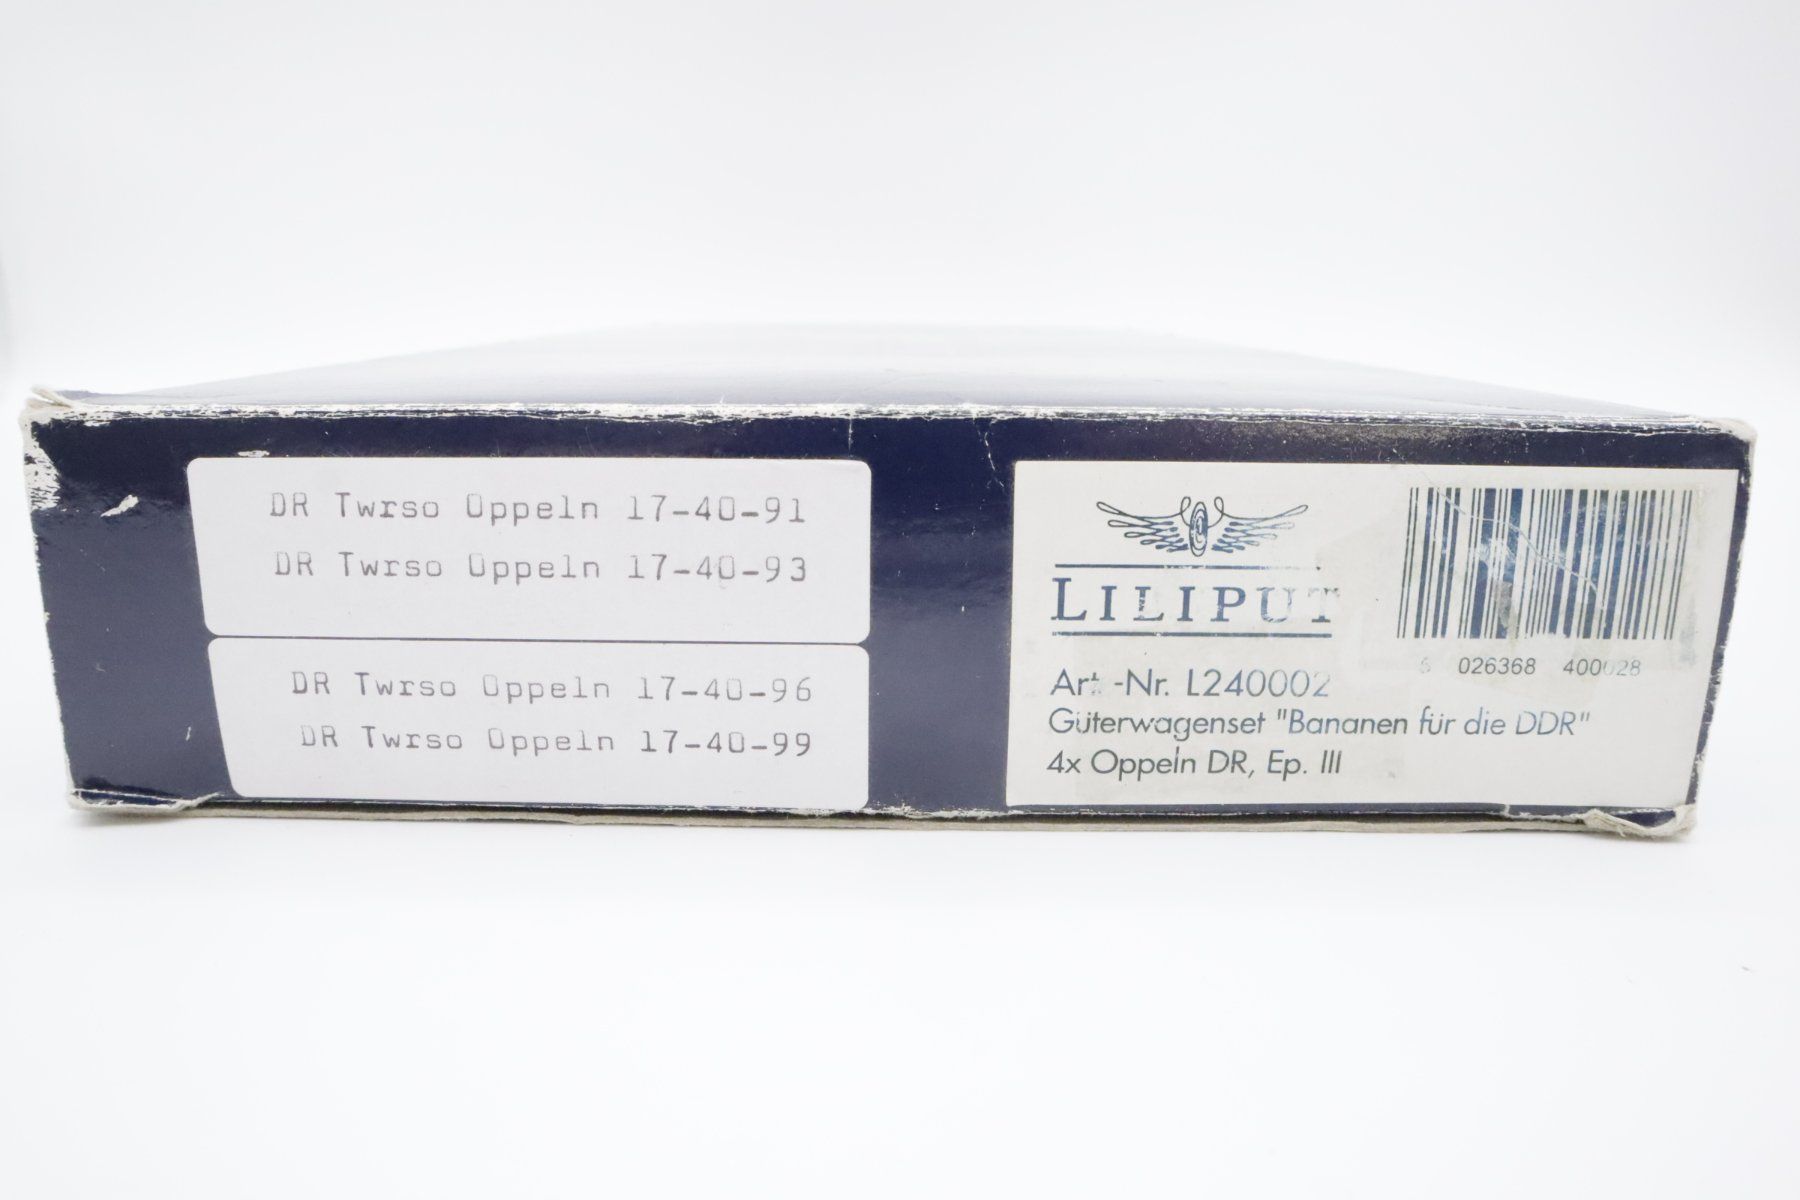 DR Twrso Oppeln 17-40-91
DR Twrso Oppeln 17-40-93
DR Twrso Oppeln 17-40-96
DR Twrso Oppeln 17-40-99
LILIPUT
6 026368 400028
Art.-Nr. L240002
Güterwagenset "Bananen für die DDR"
4x Oppeln DR, Ep. III